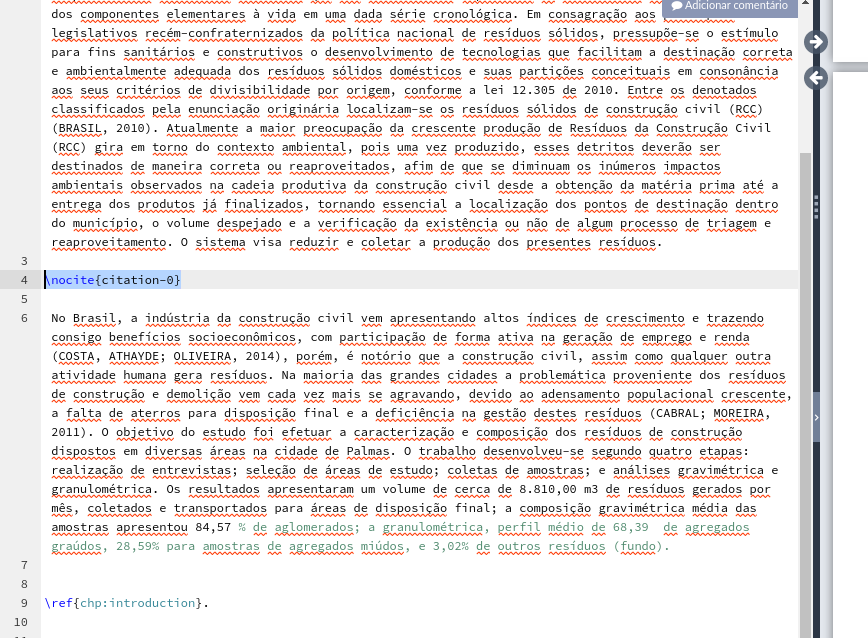 Adicionar comentário
dos componentes elementares à vida em uma dada série cronológica. Em consagração aos
legislativos recém-confraternizados da política nacional de resíduos sólidos, pressupõe-se o estímulo
para fins sanitários e construtivos o desenvolvimento de tecnologias que facilitam a destinação correta
e ambientalmente adequada dos resíduos sólidos domésticos e suas partições conceituais em consonância
aos seus critérios de divisibilidade por origem, conforme a lei 12.305 de 2010. Entre os denotados
classificados pela enunciação originária localizam-se os resíduos sólidos de construção civil (RCC)
(BRASIL, 2010). Atualmente a maior preocupação da crescente produção de Resíduos da Construção Civil
(RCC) gira em torno do contexto ambiental, pois uma vez produzido, esses detritos deverão ser
destinados de maneira correta ou reaproveitados, afim de que se diminuam os inúmeros impactos
ambientais observados na cadeia produtiva da construção civil desde a obtenção da matéria prima até a
entrega dos produtos já finalizados, tornando essencial a localização dos pontos de destinação dentro
do município, o volume despejado e a verificação da existência ou não de algum processo de triagem e
reaproveitamento. O sistema visa reduzir e coletar a produção dos presentes resíduos.
3
4 \nocite{citation-0}
5
6 No Brasil, a indústria da construção civil vem apresentando altos índices de crescimento e trazendo
consigo benefícios socioeconômicos, com participação de forma ativa na geração de emprego e renda
(COSTA, ATHAYDE; OLIVEIRA, 2014), porém, é notório que a construção civil, assim como qualquer outra
atividade humana gera resíduos. Na maioria das grandes cidades a problemática proveniente dos resíduos
de construção e demolição vem cada vez mais se agravando, devido ao adensamento populacional crescente,
a falta de aterros para disposição final e a deficiência na gestão destes resíduos (CABRAL; MOREIRA,
2011). O objetivo do estudo foi efetuar a caracterização e composição dos resíduos de construção
dispostos em diversas áreas na cidade de Palmas. O trabalho desenvolveu-se segundo quatro etapas:
realização de entrevistas; seleção de áreas de estudo; coletas de amostras; e análises gravimétrica e
granulométrica. Os resultados apresentaram um volume de cerca de 8.810,00 m3 de resíduos gerados por
mês, coletados e transportados para áreas de disposição final; a composição gravimétrica média das
amostras apresentou 84,57 % de aglomerados; a granulométrica, perfil médio de 68,39 de agregados
graúdos, 28,59% para amostras de agregados miúdos, e 3,02% de outros resíduos (fundo).
7
8
9 \ref{chp:introduction}.
10